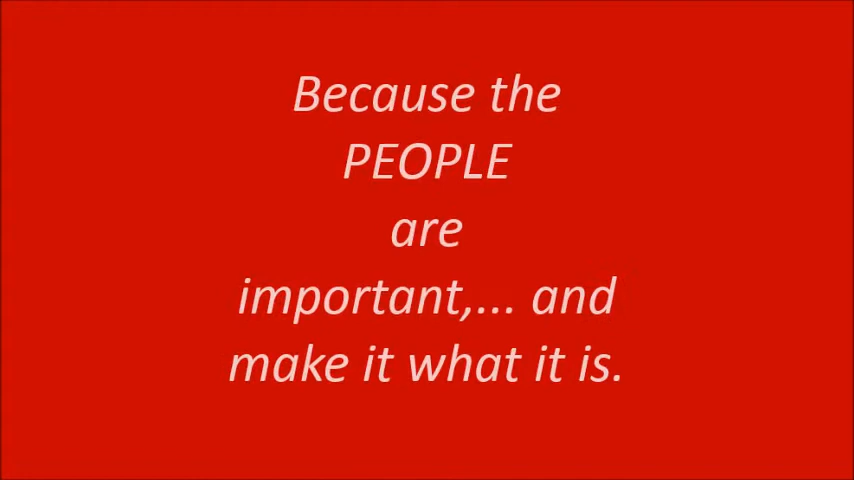 Because the
PEOPLE
are
important,... and
make it what it is.